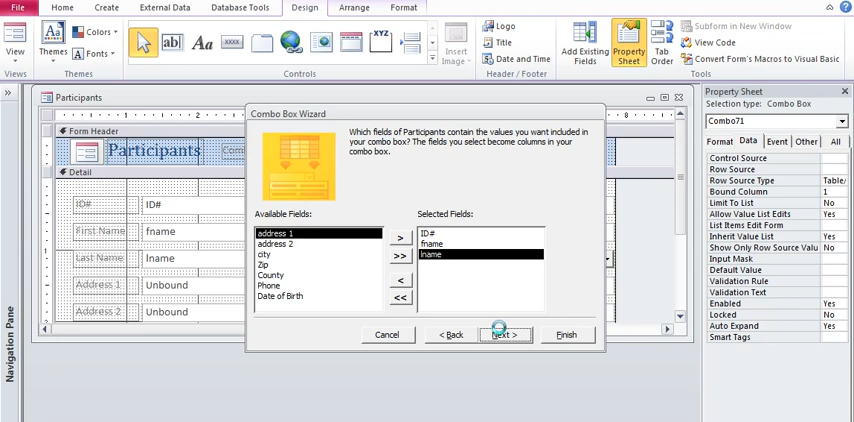 File Home Create External Data Database Tools Design Arrange Format
View
Views
Themes
Colors
Fonts
Themes
ab|
Aa
XXXX
XYZ
Controls
Insert
Image
Logo
Title
Date and Time
Header / Footer
Add Existing
Fields
Property
Sheet
Tab
Order
Subform in New Window
View Code
Convert Form's Macros to Visual Basic
Tools
Participants
1 2 8
Form Header
Participants
Detail
ID# ID#
First Name fname
Last Name lname
Address 1 Unbound
Address 2 Unbound
Navigation Pane
Combo Box Wizard
Which fields of Participants contain the values you want included in
your combo box? The fields you select become columns in your
combo box.
Available Fields:
address 1
address 2
city
Zip
County
Phone
Date of Birth
>
>>
<
<<
Selected Fields:
ID#
fname
lname
Cancel < Back Next > Finish
Property Sheet
Selection type: Combo Box
Combo71
Format Data Event Other All
Control Source
Row Source
Row Source Type Table/
Bound Column 1
Limit To List No
Allow Value List Edits Yes
List Items Edit Form
Inherit Value List Yes
Show Only Row Source Valu No
Input Mask
Default Value
Validation Rule
Validation Text
Enabled Yes
Locked No
Auto Expand Yes
Smart Tags